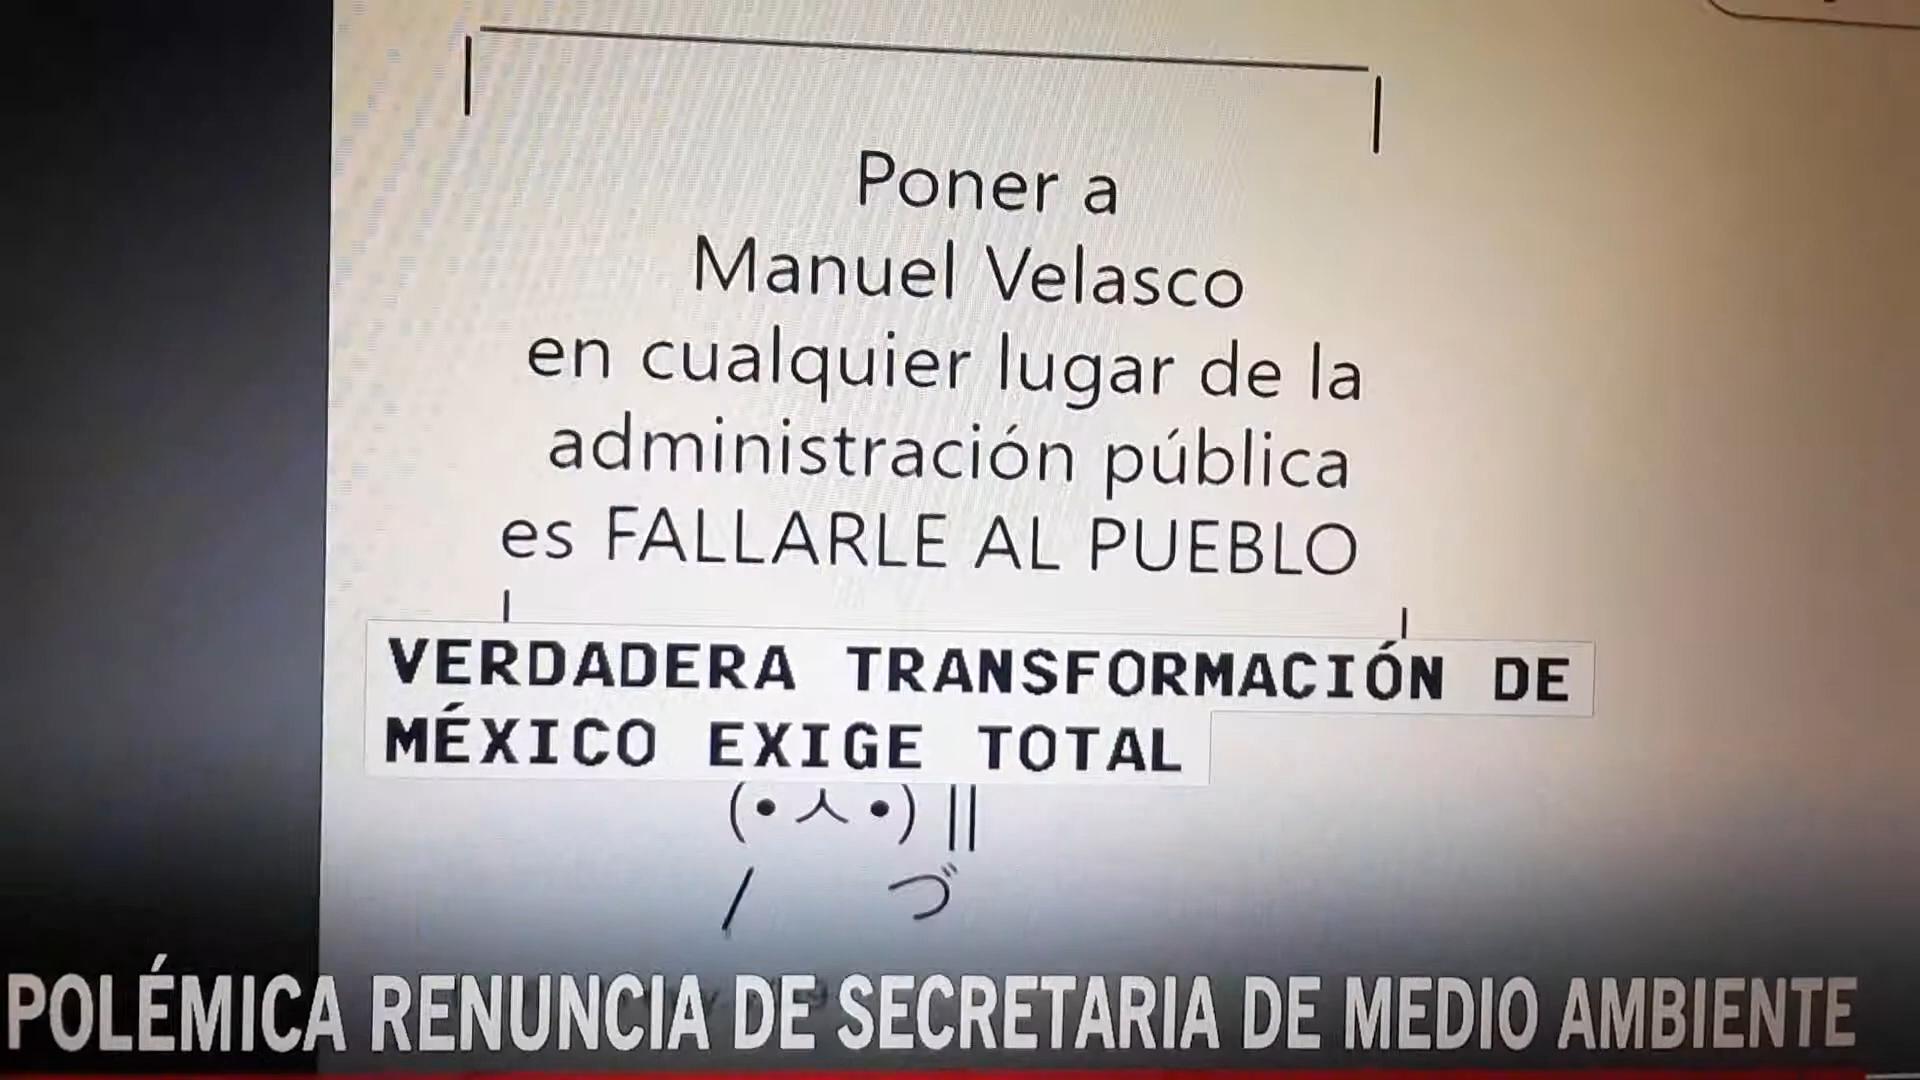 Poner a
Manuel Velasco
en cualquier lugar de la
administración pública
es FALLARLE AL PUEBLO
VERDADERA TRANSFORMACIÓN DE
MÉXICO EXIGE TOTAL
(•ㅅ•)||
/ づ
POLÉMICA RENUNCIA DE SECRETARIA DE MEDIO AMBIENTE